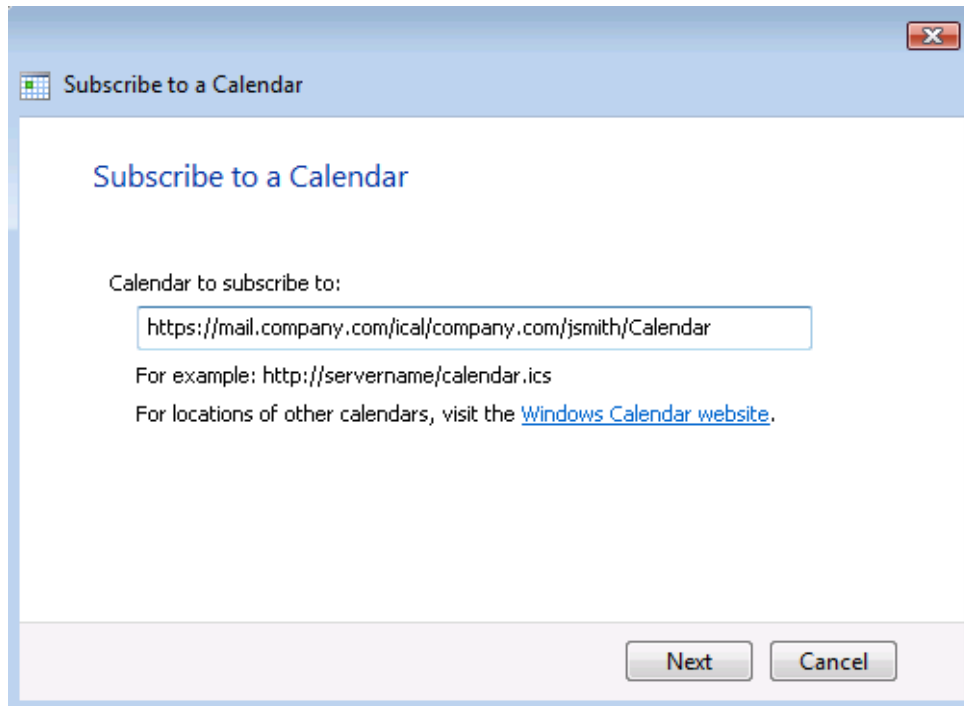 Subscribe to a Calendar
Subscribe to a Calendar
Calendar to subscribe to:
https://mail.company.com/ical/company.com/jsmith/Calendar
For example: http://servername/calendar.ics
For locations of other calendars, visit the Windows Calendar website.
Next Cancel